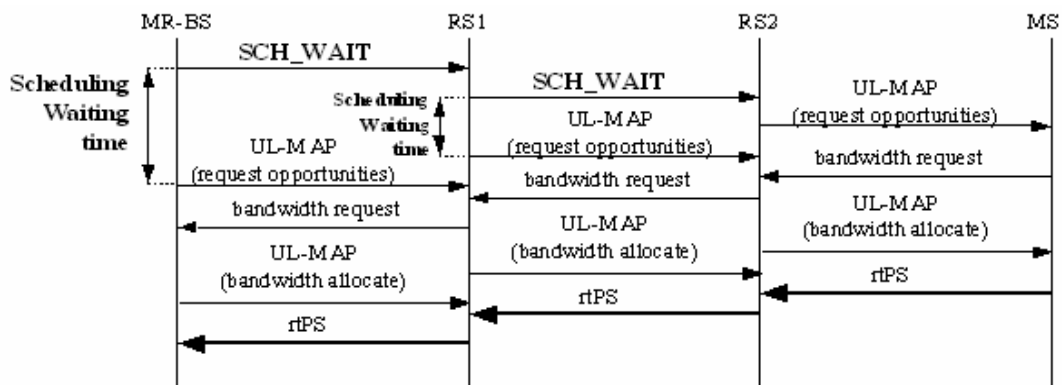 MR-BS RS1 RS2 MS
SCH_WAIT
SCH_WAIT
Scheduling
Waiting
time
Scheduling
Waiting
time
UL-MAP
(request opportunities)
UL-MAP
(request opportunities)
UL-MAP
(request opportunities)
bandwidth request
bandwidth request
bandwidth request
UL-MAP
(bandwidth allocate)
UL-MAP
(bandwidth allocate)
UL-MAP
(bandwidth allocate)
rtPS
rtPS
rtPS